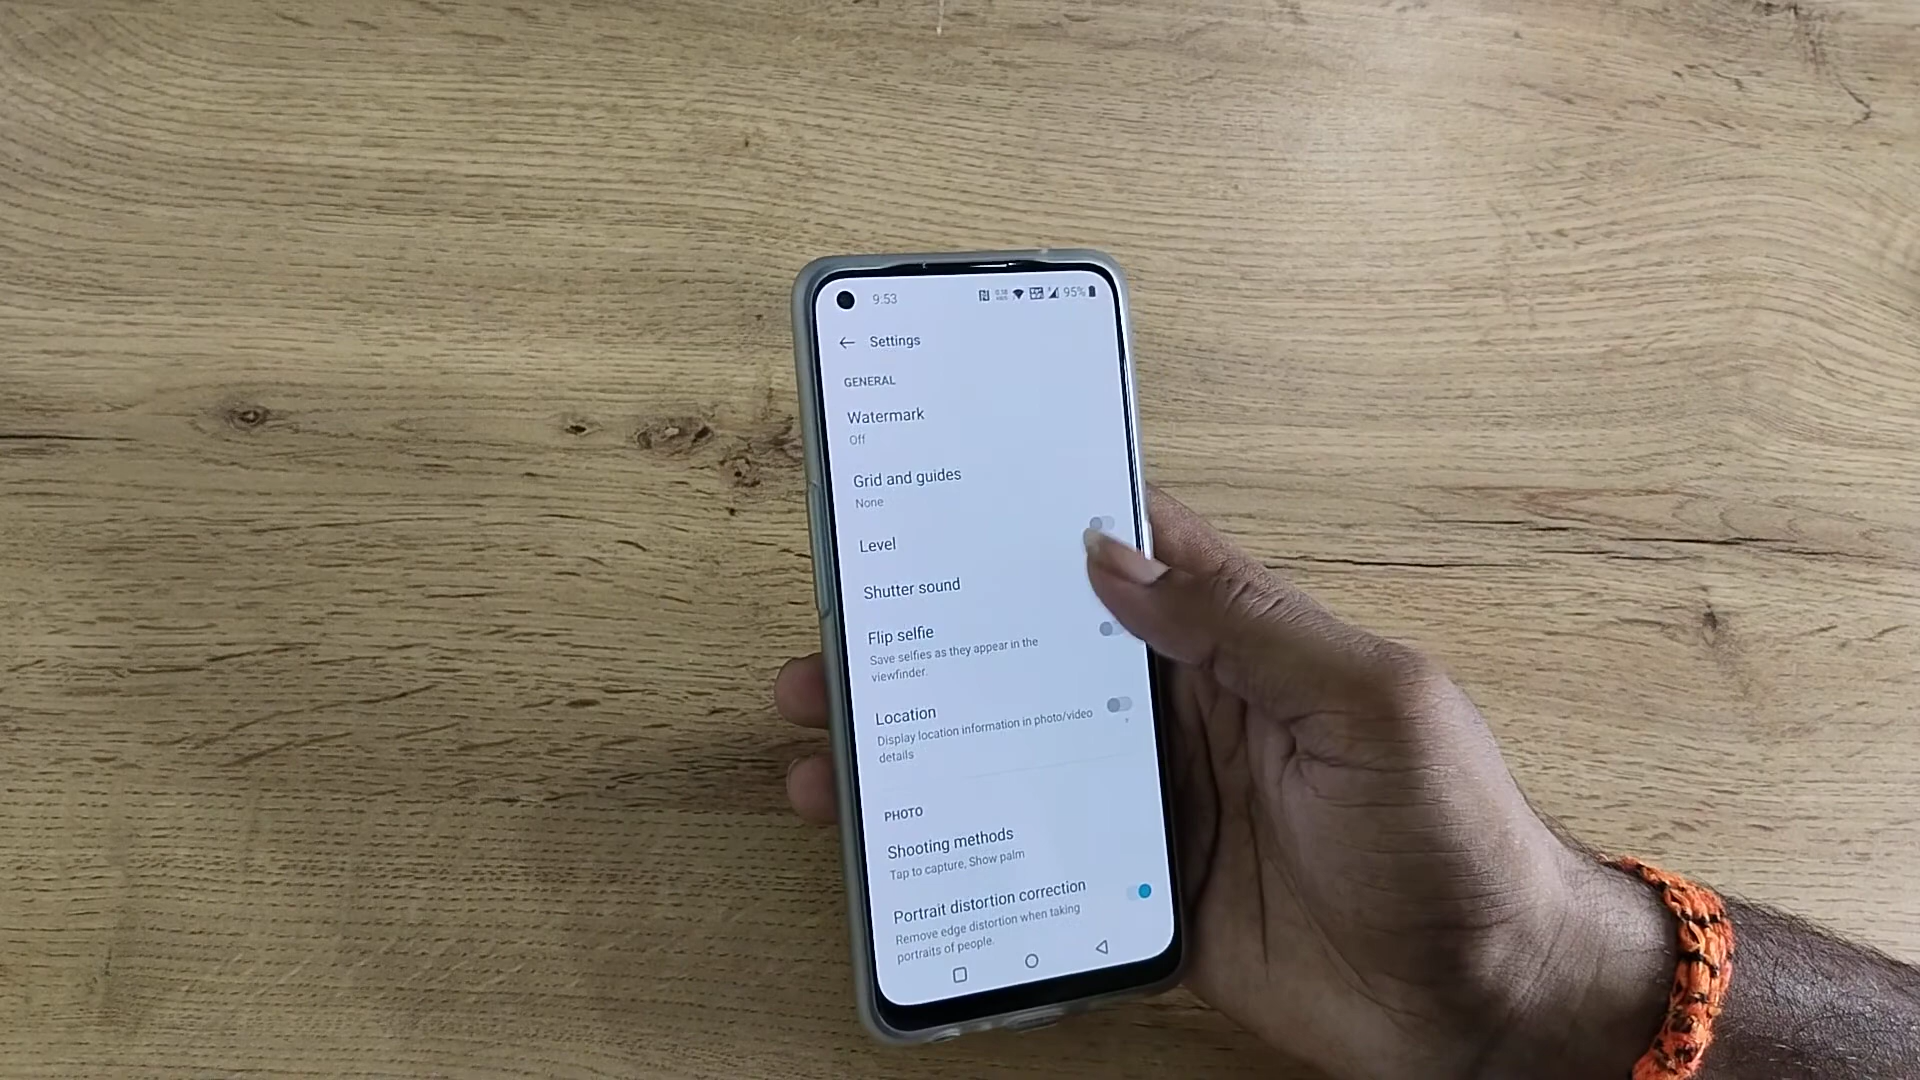 9:53 95%
Settings
GENERAL
Watermark
Off
Grid and guides
None
Level
Shutter sound
Flip selfie
Save selfies as they appear in the
viewfinder.
Location
Display location information in photo/video
details
PHOTO
Shooting methods
Tap to capture, Show palm
Portrait distortion correction
Remove edge distortion when taking
portraits of people.